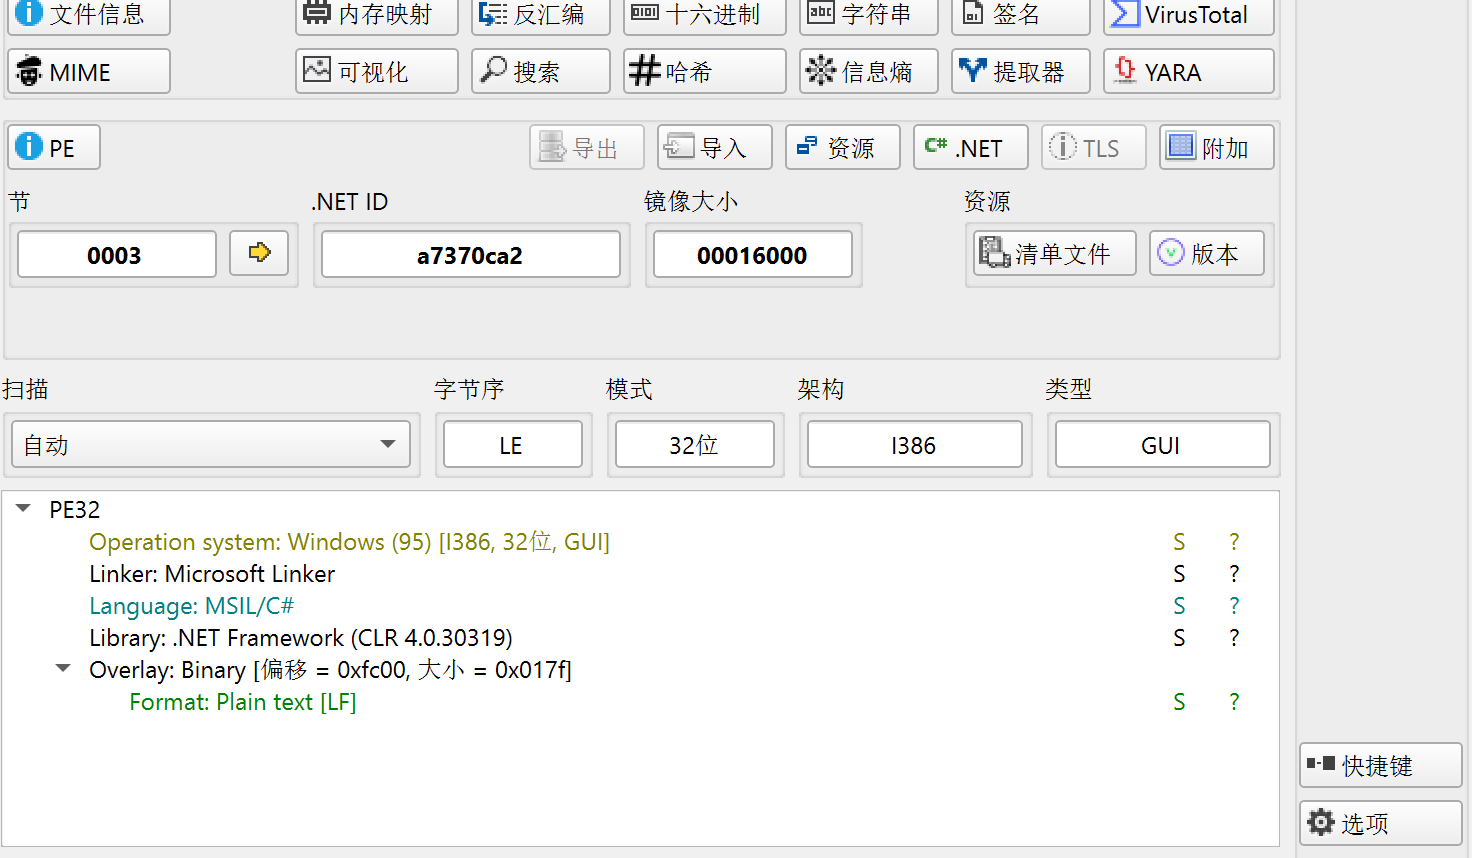 文件信息 内存映射 反汇编 十六进制 字符串 签名 VirusTotal
MIME 可视化 搜索 哈希 信息熵 提取器 YARA
PE 导出 导入 资源 C# .NET TLS 附加
节 .NET ID 镜像大小 资源
0003 a7370ca2 00016000 清单文件 版本
扫描 字节序 模式 架构 类型
自动 LE 32位 I386 GUI
PE32
Operation system: Windows (95) [I386, 32位, GUI] S ?
Linker: Microsoft Linker S ?
Language: MSIL/C# S ?
Library: .NET Framework (CLR 4.0.30319) S ?
Overlay: Binary [偏移 = 0xfc00, 大小 = 0x017f]
Format: Plain text [LF] S ?
快捷键
选项